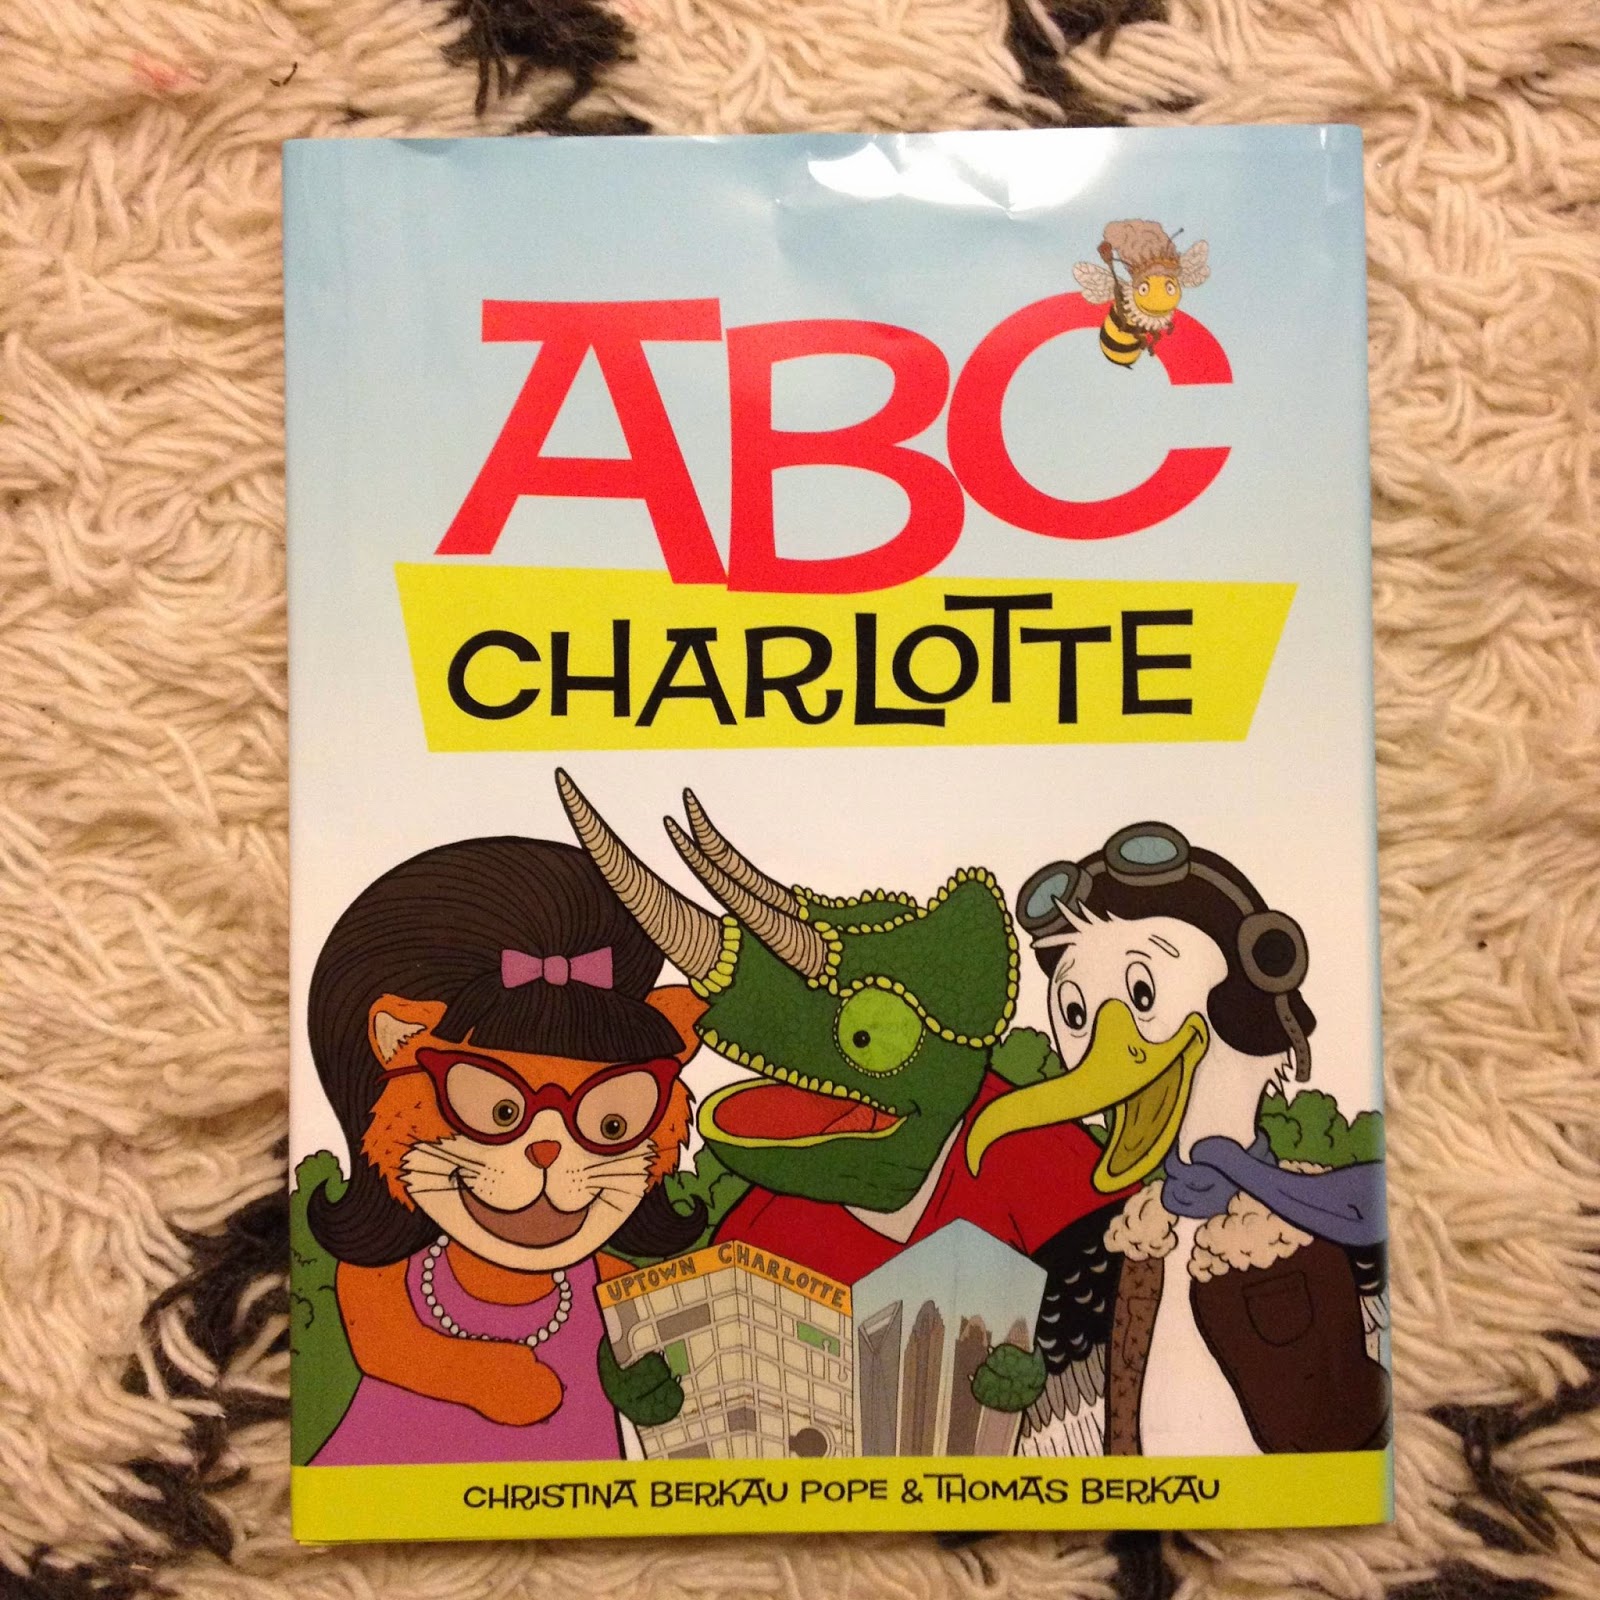 ABC
CHARLOTTE
UPTOWN CHARLOTTE
CHRISTINA BERKAU POPE & THOMAS BERKAU